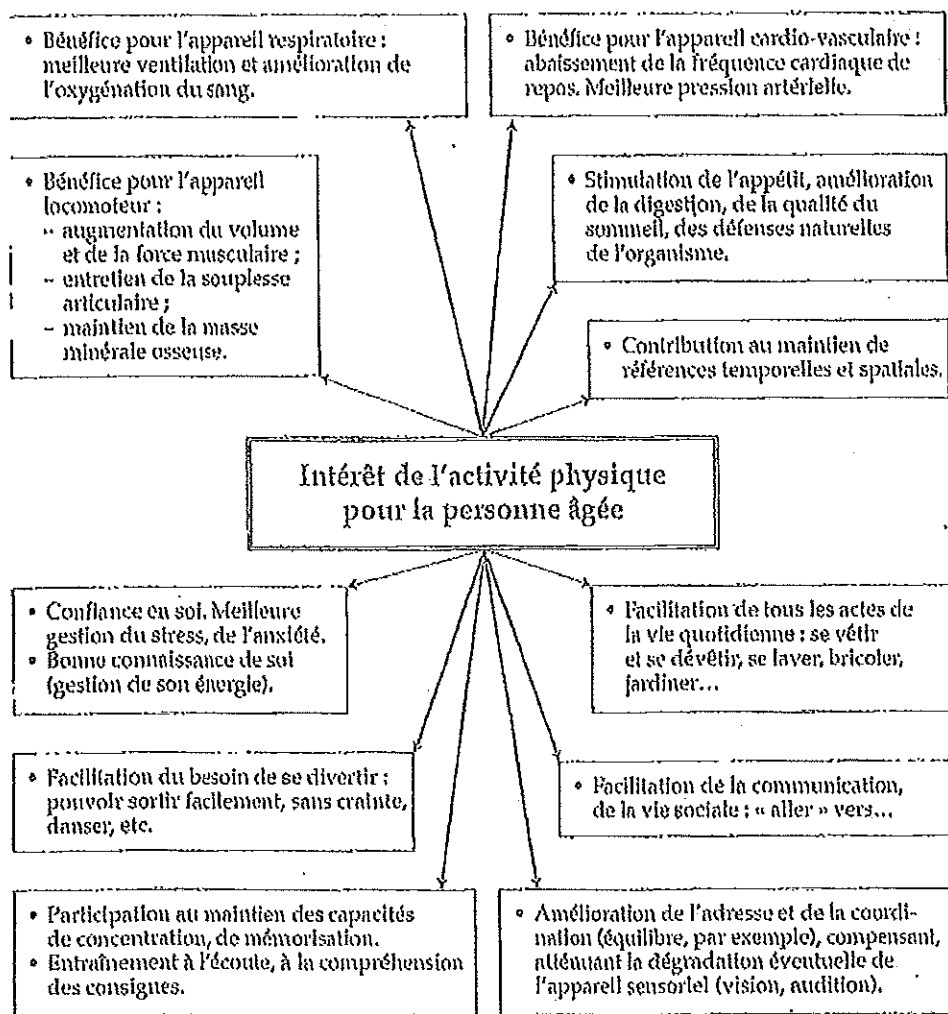 • Bénéfice pour l'appareil respiratoire :
meilleure ventilation et amélioration de
l'oxygénation du sang.
• Bénéfice pour l'appareil cardio-vasculaire :
abaissement de la fréquence cardiaque de
repos. Meilleure pression artérielle.
• Bénéfice pour l'appareil
locomoteur :
– augmentation du volume
et de la force musculaire ;
– entretien de la souplesse
articulaire ;
– maintien de la masse
minérale osseuse.
• Stimulation de l'appétit, amélioration
de la digestion, de la qualité du
sommeil, des défenses naturelles
de l'organisme.
• Contribution au maintien de
références temporelles et spatiales.
Intérêt de l'activité physique
pour la personne âgée
• Confiance en soi. Meilleure
gestion du stress, de l'anxiété.
• Bonne connaissance de soi
(gestion de son énergie).
• Facilitation de tous les actes de
la vie quotidienne : se vêtir
et se dévêtir, se laver, bricoler,
jardiner...
• Facilitation du besoin de se divertir :
pouvoir sortir facilement, sans crainte,
danser, etc.
• Facilitation de la communication,
de la vie sociale : « aller » vers...
• Participation au maintien des capacités
de concentration, de mémorisation.
• Entraînement à l'écoute, à la compréhension
des consignes.
• Amélioration de l'adresse et de la coordi-
nation (équilibre, par exemple), compensant,
atténuant la dégradation éventuelle de
l'appareil sensoriel (vision, audition).